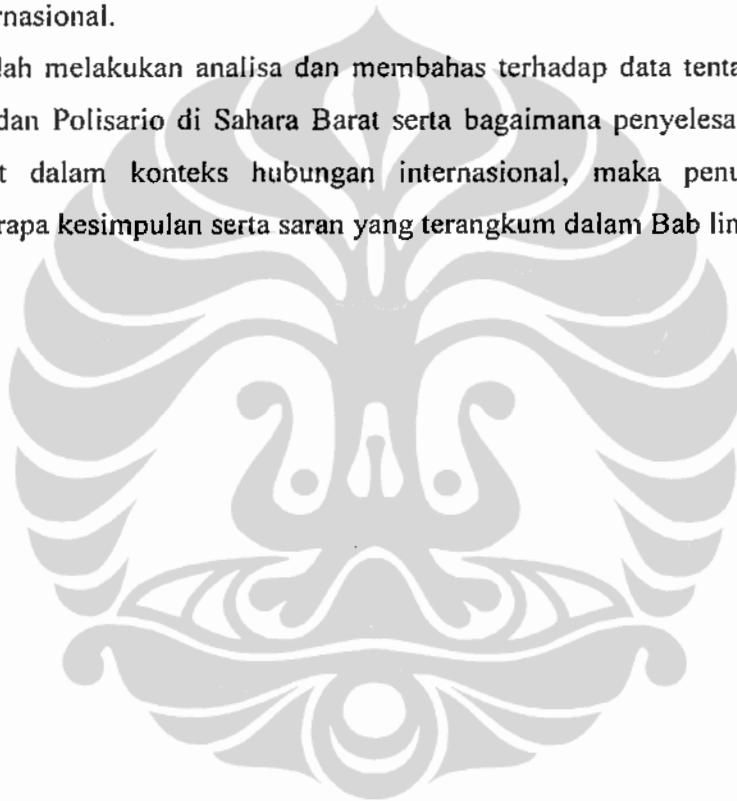 rnasional.
lah melakukan analisa dan membahas terhadap data tenta
dan Polisario di Sahara Barat serta bagaimana penyelesa
t dalam konteks hubungan internasional, maka penu
rapa kesimpulan serta saran yang terangkum dalam Bab lin